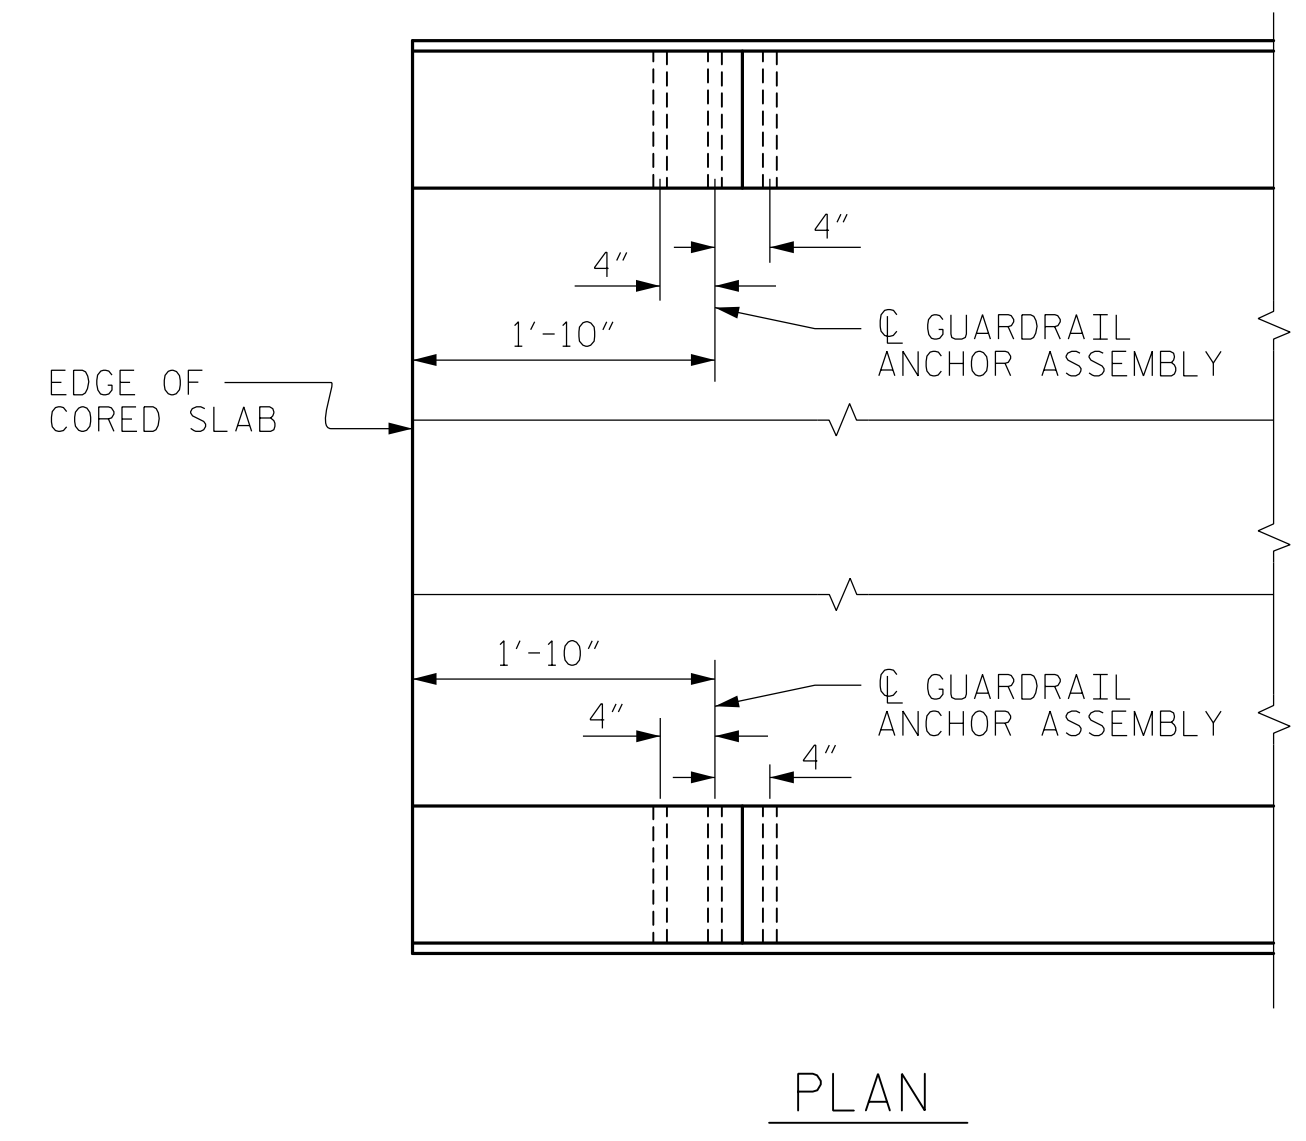 4"
4"
1'-10"
℄ GUARDRAIL
ANCHOR ASSEMBLY
EDGE OF
CORED SLAB
1'-10"
℄ GUARDRAIL
ANCHOR ASSEMBLY
4"
4"
PLAN